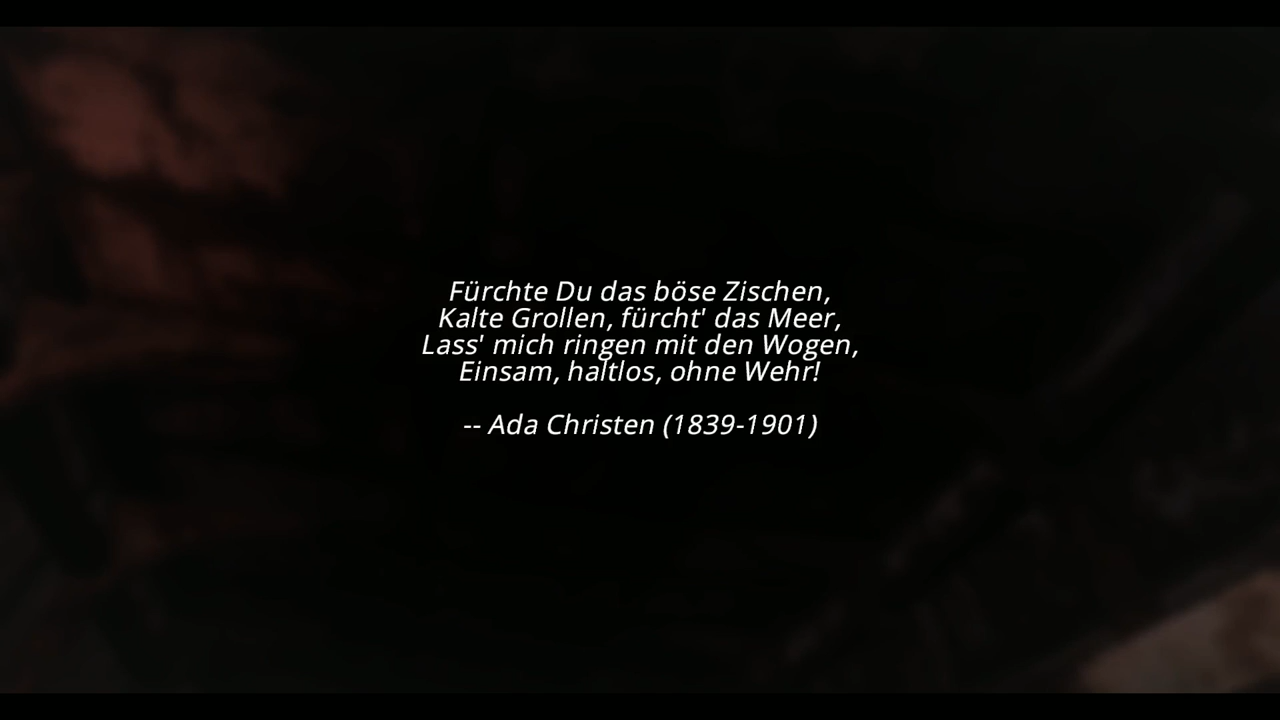 Fürchte Du das böse Zischen,
Kalte Grollen, fürcht' das Meer,
Lass' mich ringen mit den Wogen,
Einsam, haltlos, ohne Wehr!
-- Ada Christen (1839-1901)